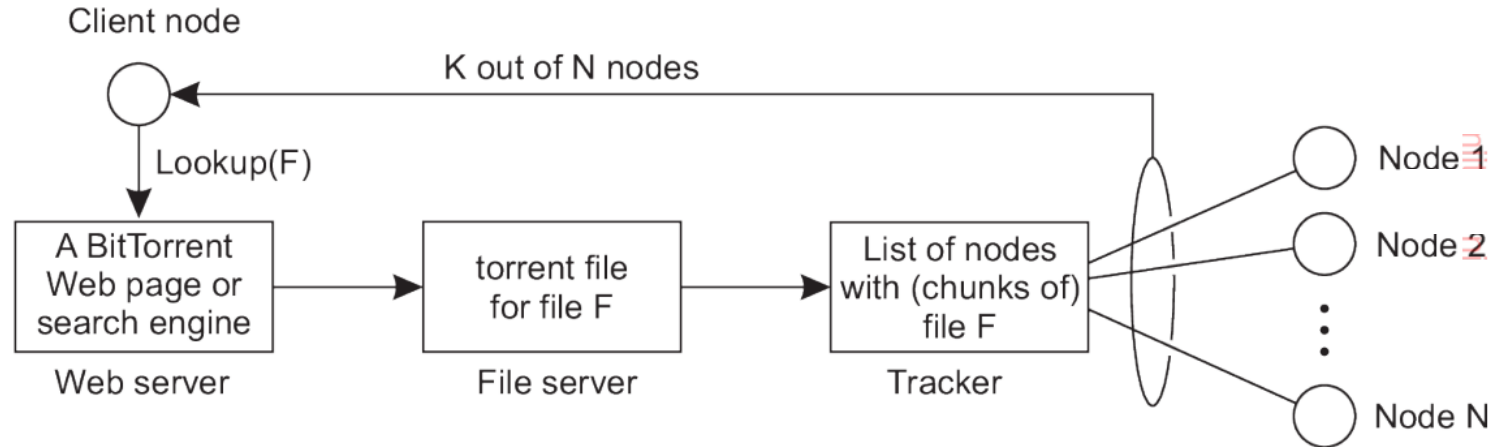 Client node
K out of N nodes
Lookup(F)
A BitTorrent
Web page or
search engine
Web server
torrent file
for file F
File server
List of nodes
with (chunks of)
file F
Tracker
Node 1
Node 2
Node N